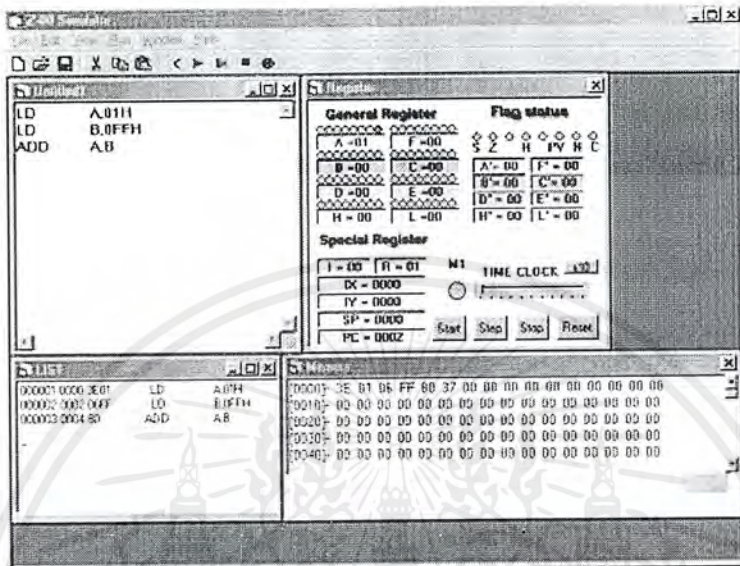 Z-80 Simulator
Untitled1
LD A,01H
LD B,0FFH
ADD A,B
Register
General Register
A =01 F =00
B =00 C =00
D =00 E =00
H = 00 L =00
Flag status
S Z H PV N C
A'= 00 F' = 00
B'= 00 C'= 00
D' = 00 E' = 00
H' = 00 L' = 00
Special Register
I = 00 R = 01
IX = 0000
IY = 0000
SP = 0000
PC = 0002
M1
TIME CLOCK x10
Start Step Stop Reset
LIST
000001 0000 3E01 LD A,01H
000002 0002 06FF LD B,0FFH
000003 0004 80 ADD A,B
Memory
[0000]- 3E 01 06 FF 80 37 00 00 00 00 00 00 00 00 00 00
[0010]- 00 00 00 00 00 00 00 00 00 00 00 00 00 00 00 00
[0020]- 00 00 00 00 00 00 00 00 00 00 00 00 00 00 00 00
[0030]- 00 00 00 00 00 00 00 00 00 00 00 00 00 00 00 00
[0040]- 00 00 00 00 00 00 00 00 00 00 00 00 00 00 00 00